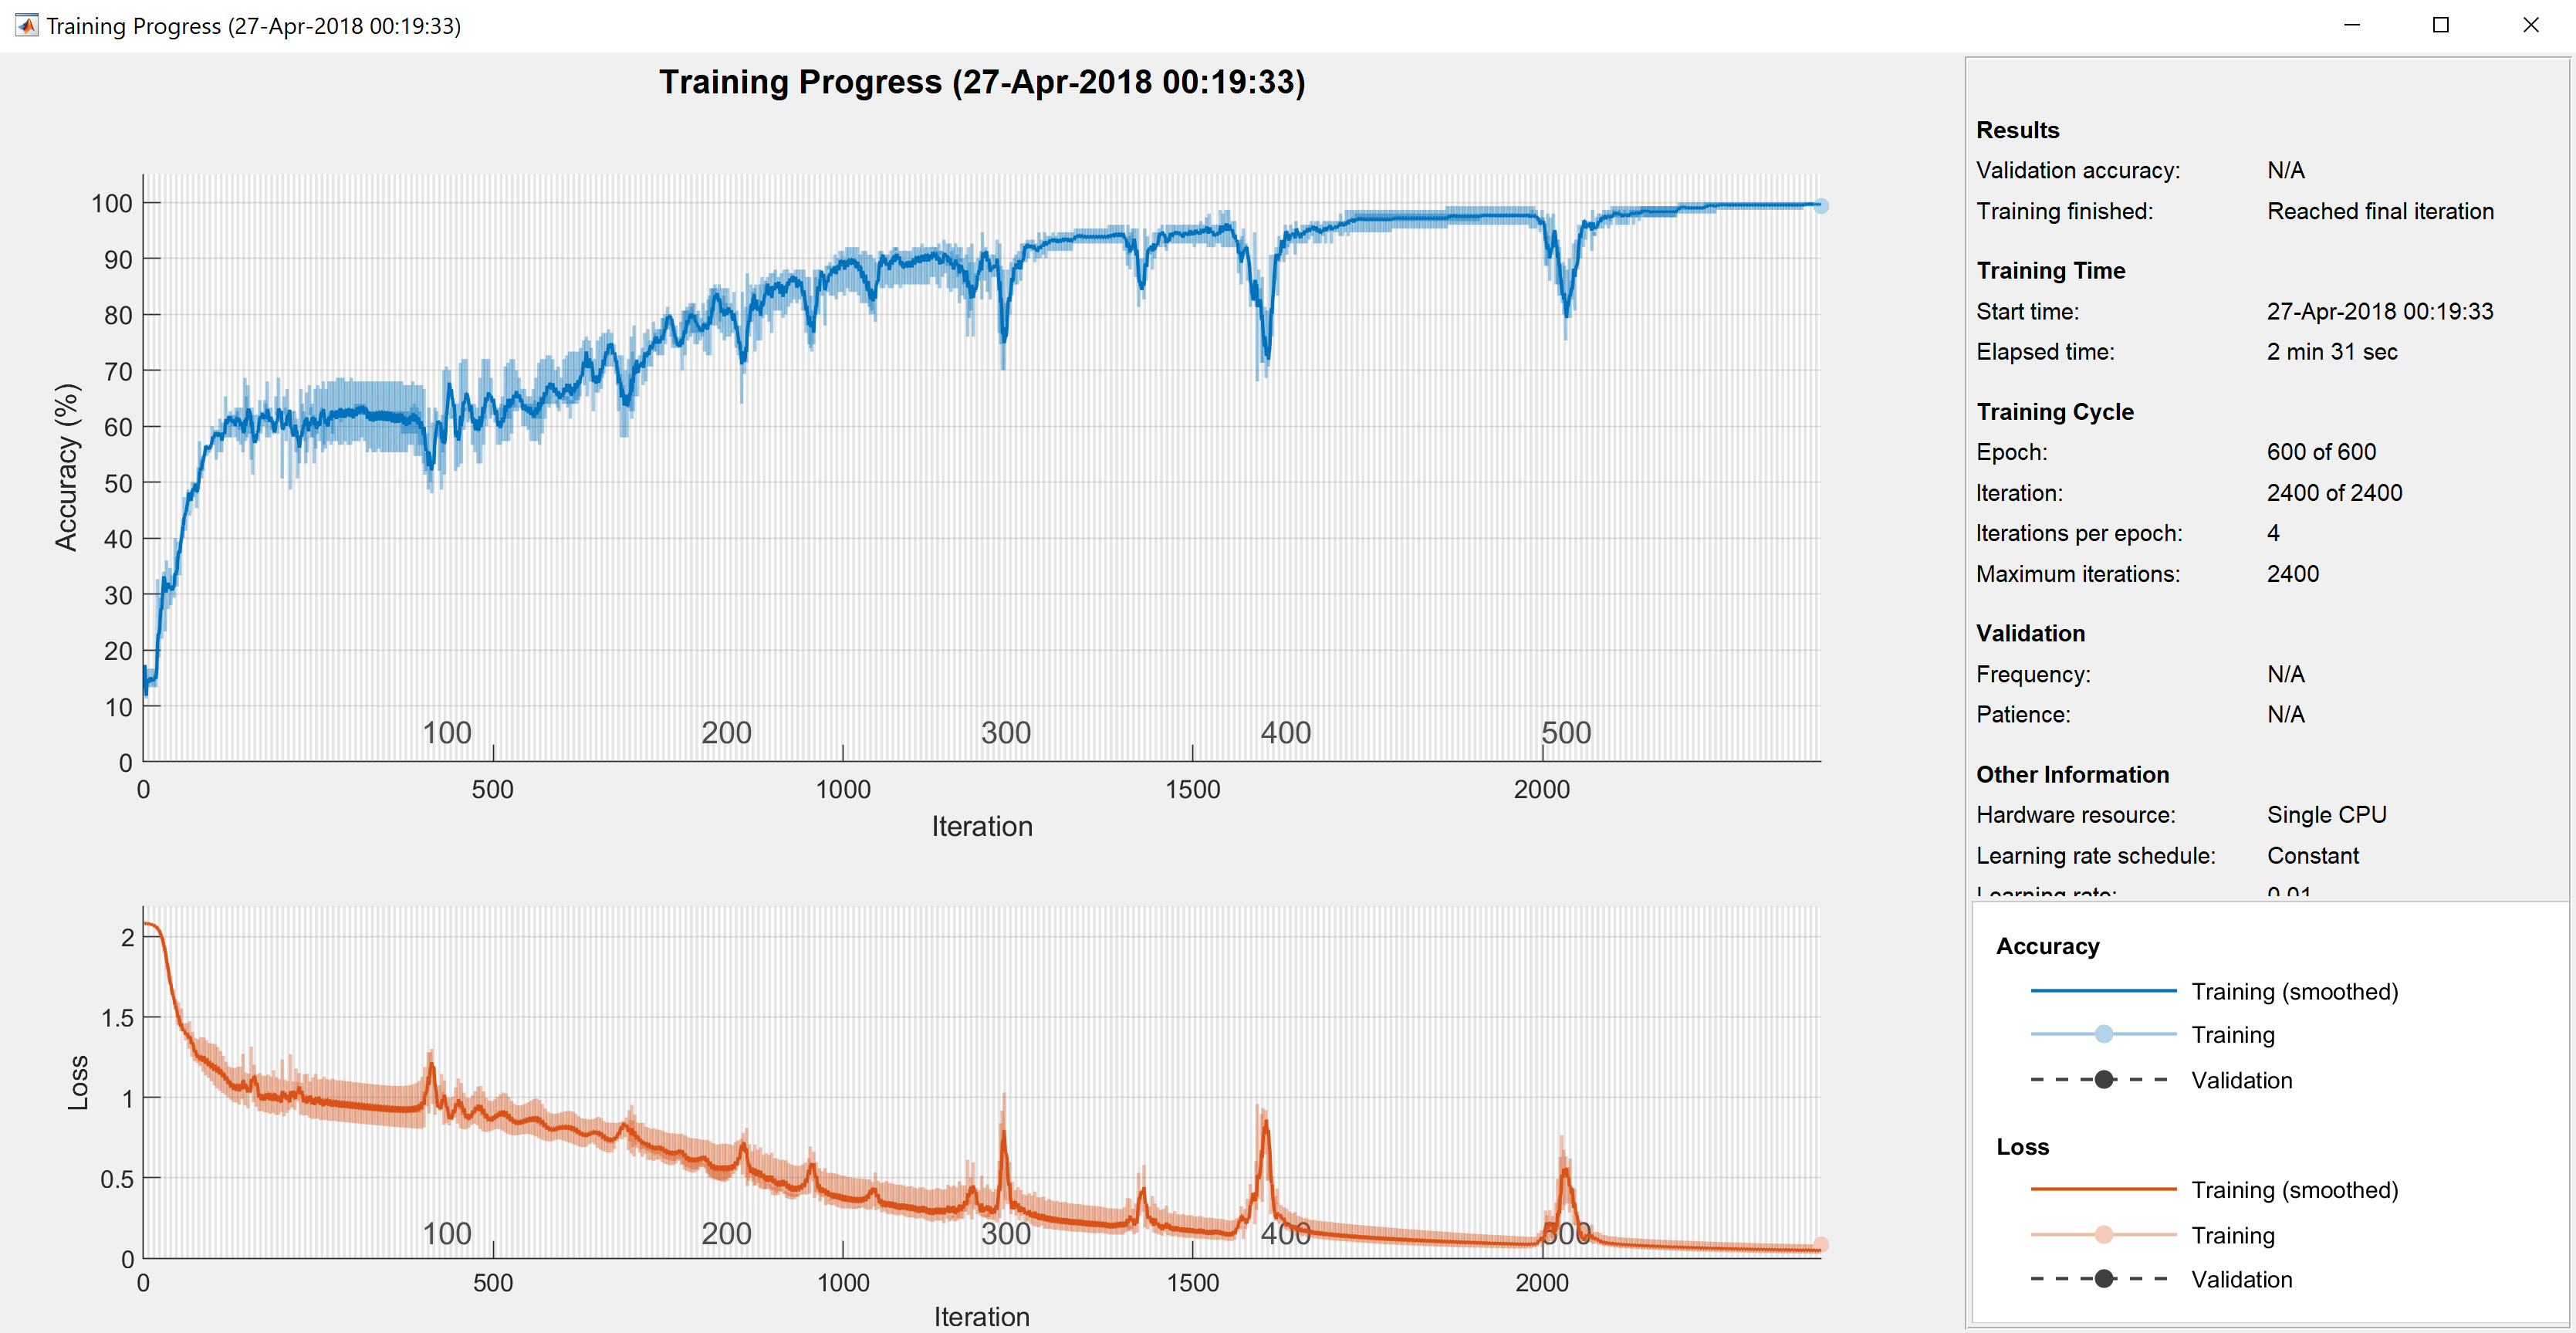 Training Progress (27-Apr-2018 00:19:33)
Training Progress (27-Apr-2018 00:19:33)
Accuracy (%)
100
90
80
70
60
50
40
30
20
10
0
100 200 300 400 500
0 500 1000 1500 2000
Iteration
Loss
2
1.5
1
0.5
0
100 200 300 400 500
0 500 1000 1500 2000
Iteration
Results
Validation accuracy: N/A
Training finished: Reached final iteration
Training Time
Start time: 27-Apr-2018 00:19:33
Elapsed time: 2 min 31 sec
Training Cycle
Epoch: 600 of 600
Iteration: 2400 of 2400
Iterations per epoch: 4
Maximum iterations: 2400
Validation
Frequency: N/A
Patience: N/A
Other Information
Hardware resource: Single CPU
Learning rate schedule: Constant
Learning rate: 0.01
Accuracy
Training (smoothed)
Training
Validation
Loss
Training (smoothed)
Training
Validation